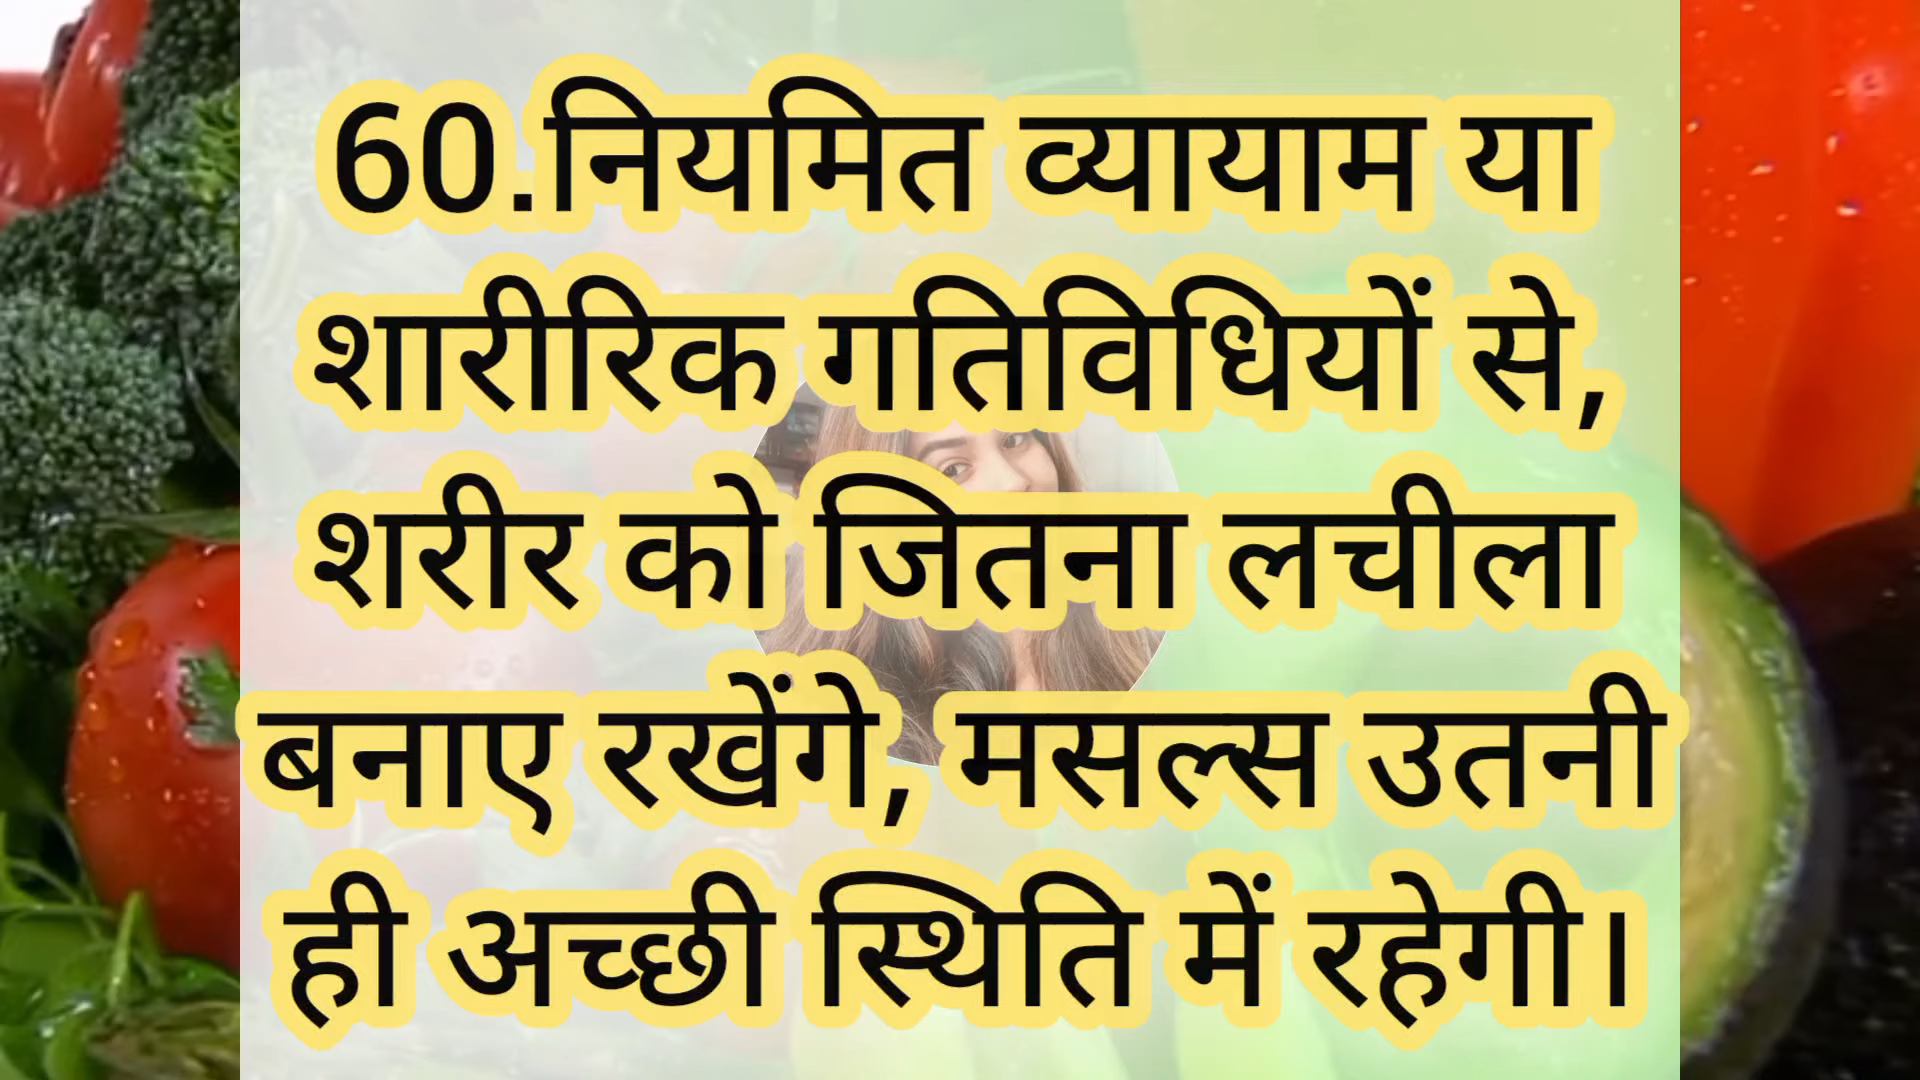 60.नियमित व्यायाम या
शारीरिक गतिविधियों से,
शरीर को जितना लचीला
बनाए रखेंगे, मसल्स उतनी
ही अच्छी स्थिति में रहेगी।